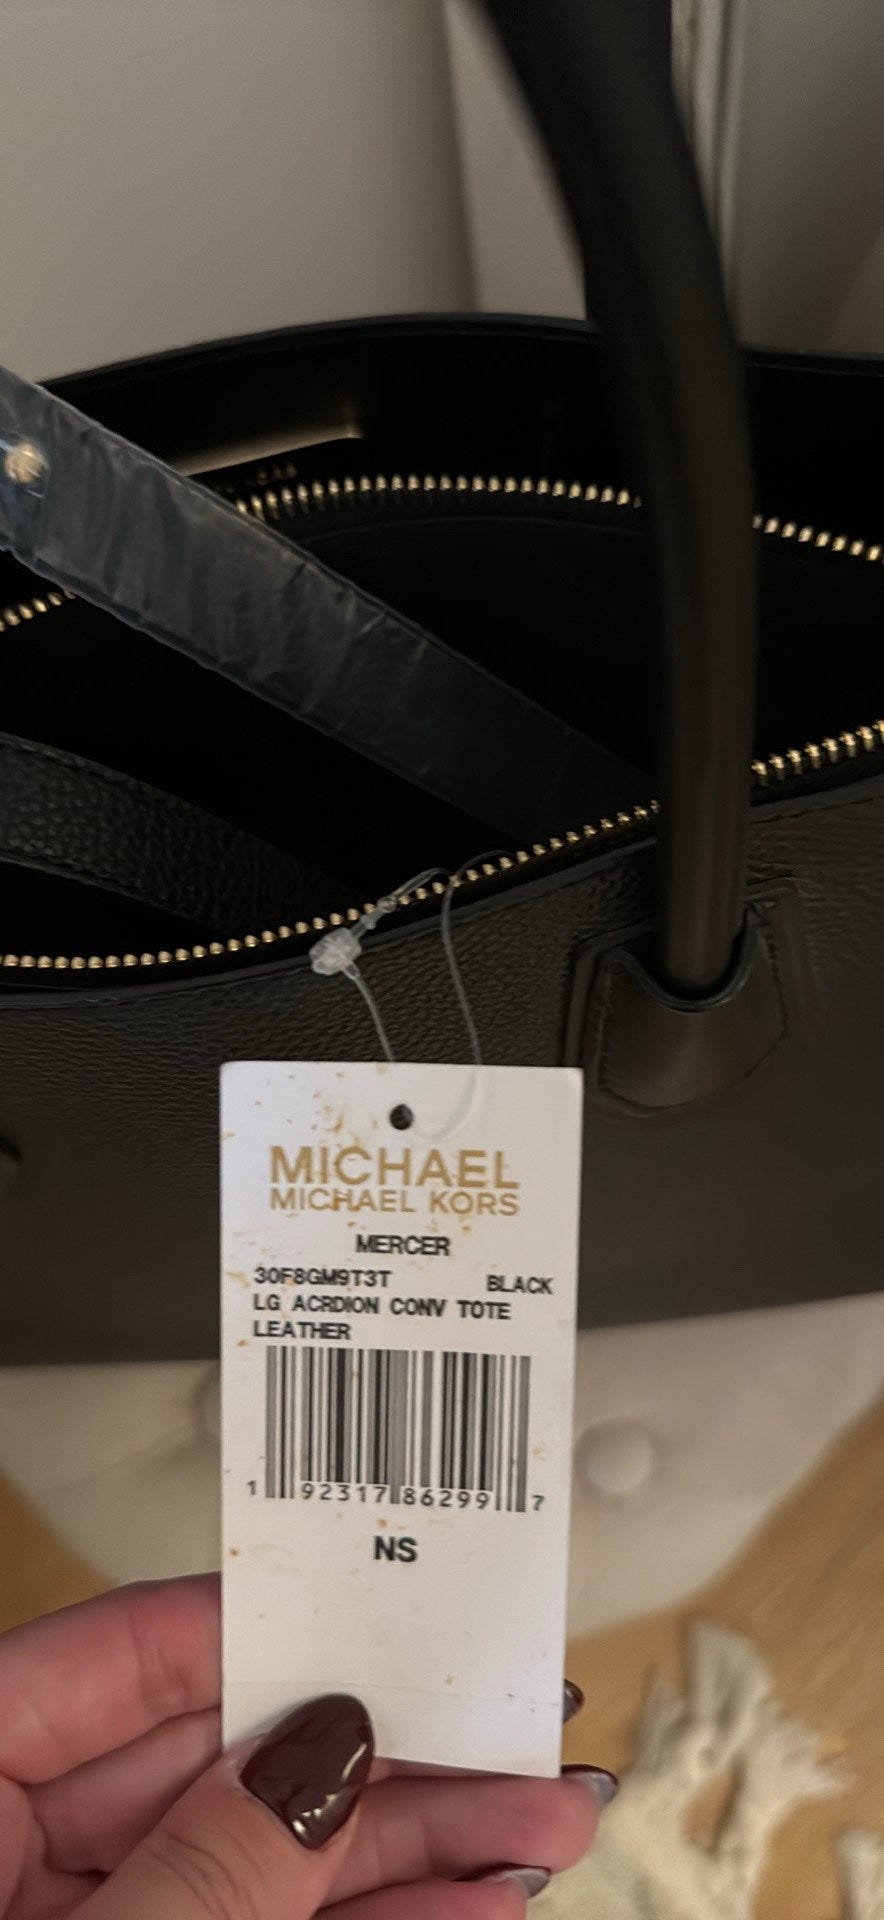 MICHAEL
MICHAEL KORS
MERCER
30F8GM9T3T BLACK
LG ACRDION CONV TOTE
LEATHER
1 92317 86299 7
NS